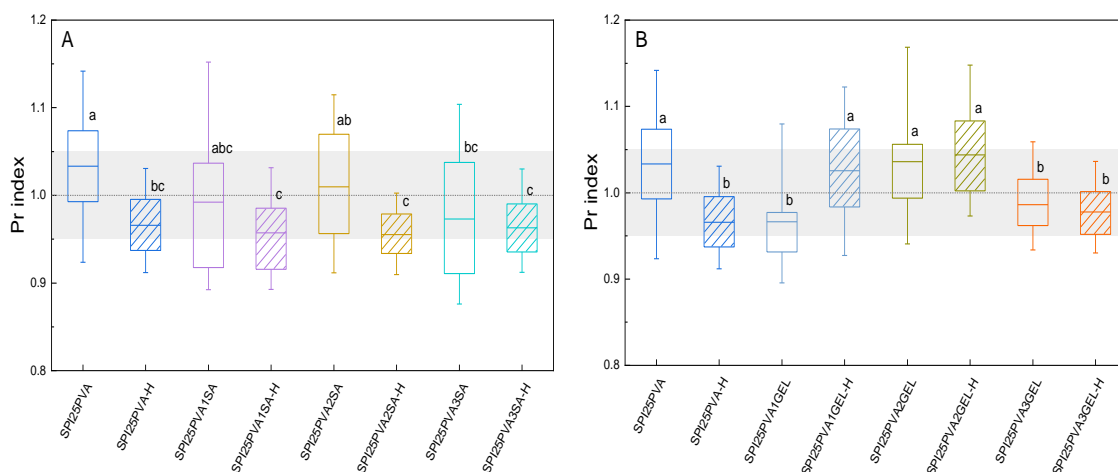 A
Pr index
1.2
1.1
1.0
0.9
0.8
a
bc
abc
c
ab
c
bc
c
SPI25PVA
SPI25PVA-H
SPI25PVA1SA
SPI25PVA1SA-H
SPI25PVA2SA
SPI25PVA2SA-H
SPI25PVA3SA
SPI25PVA3SA-H
B
Pr index
1.2
1.1
1.0
0.9
0.8
a
b
b
a
a
a
b
b
SPI25PVA
SPI25PVA-H
SPI25PVA1GEL
SPI25PVA1GEL-H
SPI25PVA2GEL
SPI25PVA2GEL-H
SPI25PVA3GEL
SPI25PVA3GEL-H